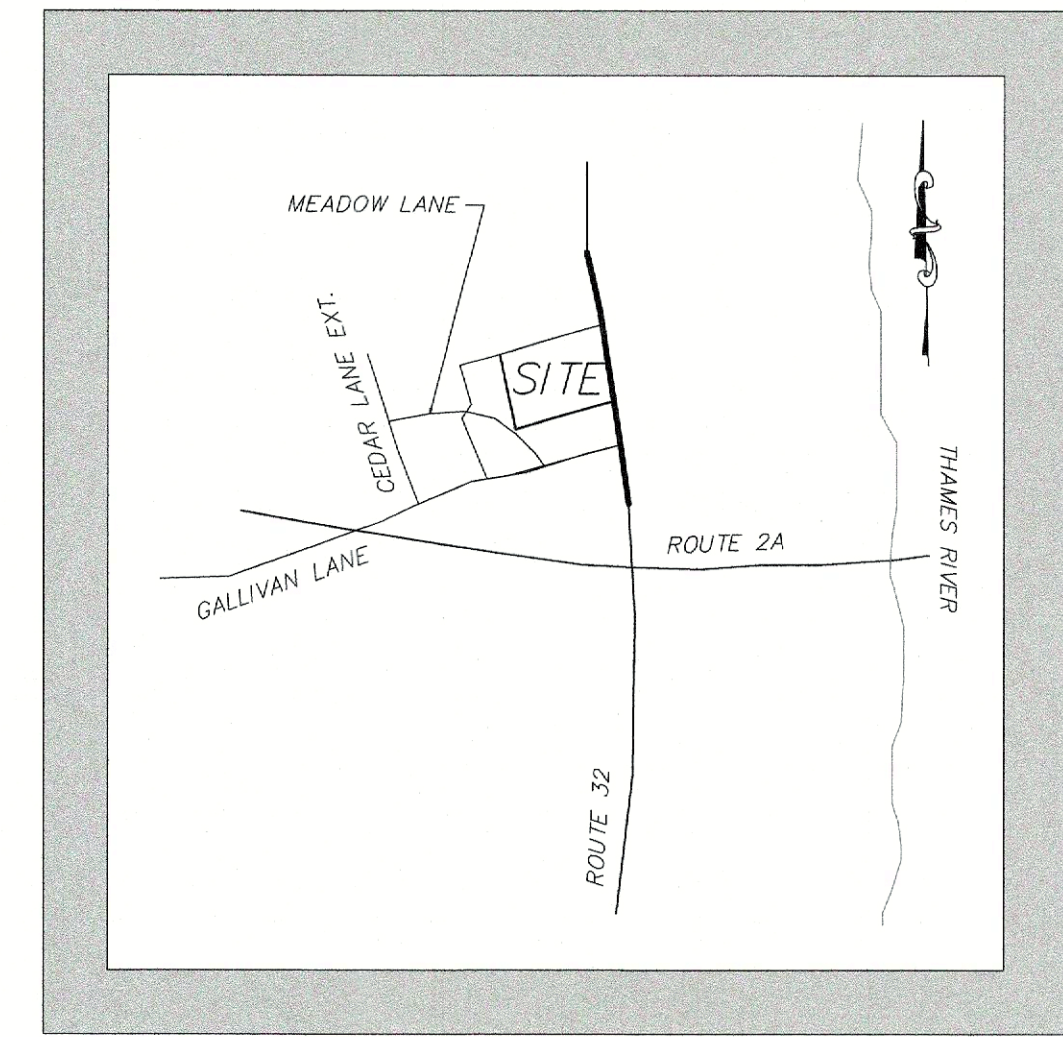 MEADOW LANE
CEDAR LANE EXT.
SITE
THAMES RIVER
ROUTE 2A
GALLIVAN LANE
ROUTE 32